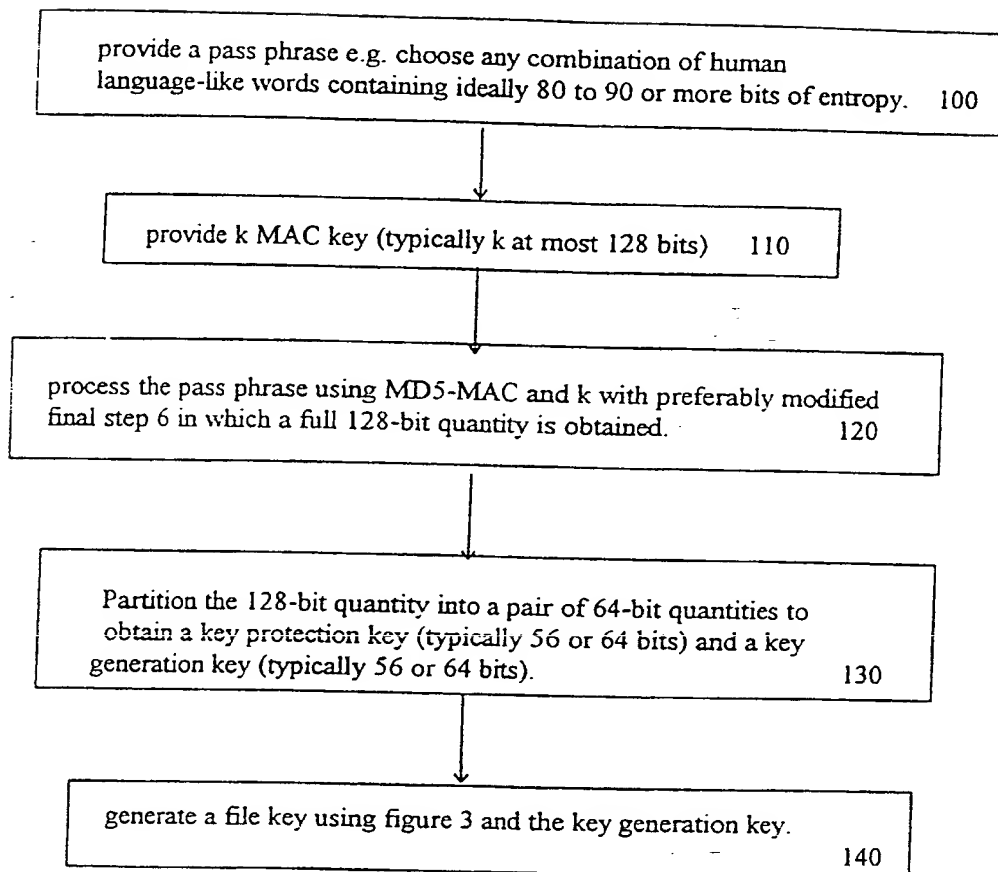 provide a pass phrase e.g. choose any combination of human
language-like words containing ideally 80 to 90 or more bits of entropy. 100
provide k MAC key (typically k at most 128 bits) 110
process the pass phrase using MD5-MAC and k with preferably modified
final step 6 in which a full 128-bit quantity is obtained. 120
Partition the 128-bit quantity into a pair of 64-bit quantities to
obtain a key protection key (typically 56 or 64 bits) and a key
generation key (typically 56 or 64 bits). 130
generate a file key using figure 3 and the key generation key.
140